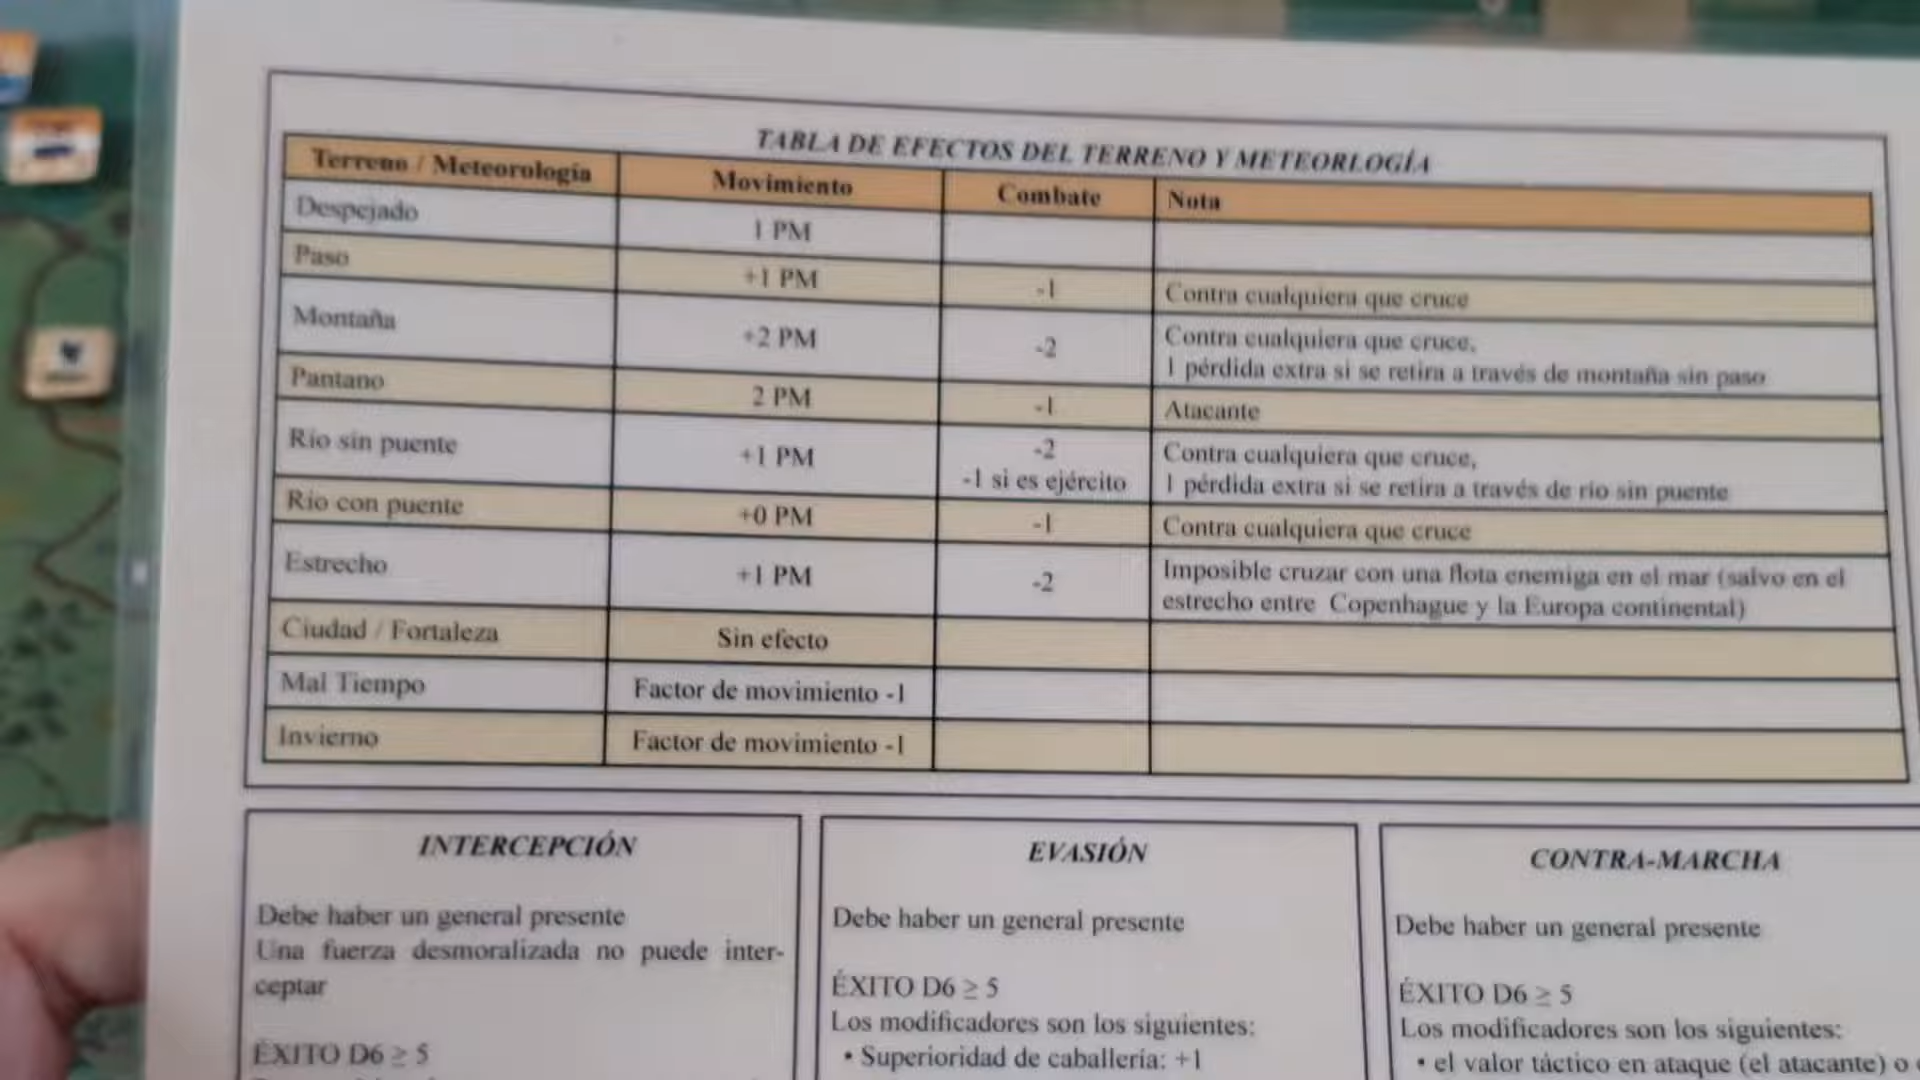 TABLA DE EFECTOS DEL TERRENO Y METEORLOGÍA
Terreno / Meteorología Movimiento Combate Nota
Despejado 1 PM
Paso +1 PM -1 Contra cualquiera que cruce
Montaña +2 PM -2 Contra cualquiera que cruce,
1 pérdida extra si se retira a través de montaña sin paso
Pantano 2 PM -1 Atacante
Río sin puente +1 PM -2 Contra cualquiera que cruce,
-1 si es ejército 1 pérdida extra si se retira a través de río sin puente
Río con puente +0 PM -1 Contra cualquiera que cruce
Estrecho +1 PM -2 Imposible cruzar con una flota enemiga en el mar (salvo en el
estrecho entre Copenhague y la Europa continental)
Ciudad / Fortaleza Sin efecto
Mal Tiempo Factor de movimiento -1
Invierno Factor de movimiento -1
INTERCEPCIÓN
Debe haber un general presente
Una fuerza desmoralizada no puede inter-
ceptar
ÉXITO D6 ≥ 5
EVASIÓN
Debe haber un general presente
ÉXITO D6 ≥ 5
Los modificadores son los siguientes:
• Superioridad de caballería: +1
CONTRA-MARCHA
Debe haber un general presente
ÉXITO D6 ≥ 5
Los modificadores son los siguientes:
• el valor táctico en ataque (el atacante) o